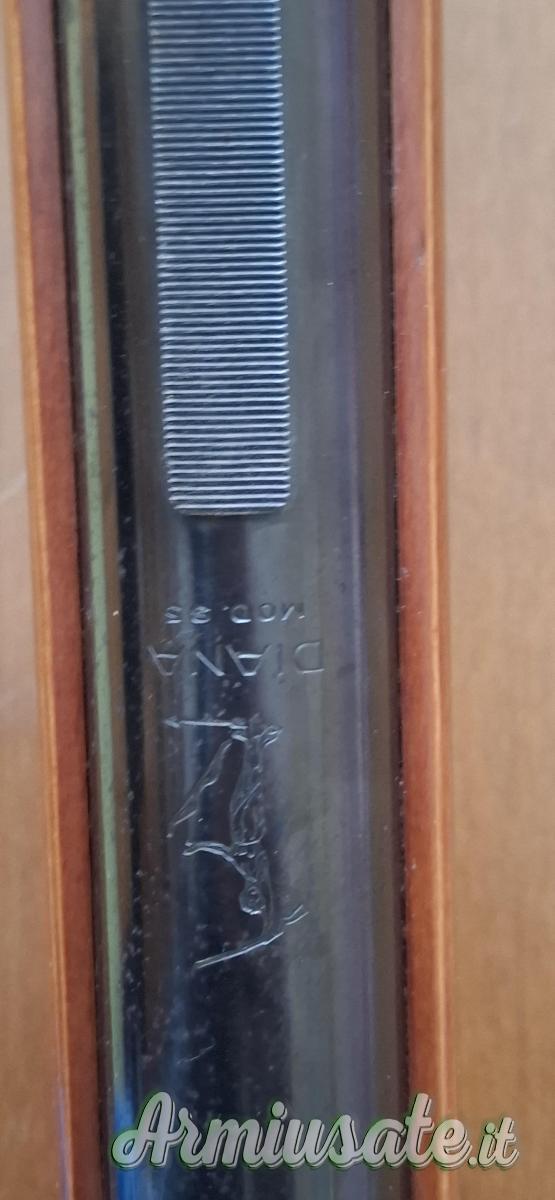 DIANA
MOD. 35
Armiusate.it